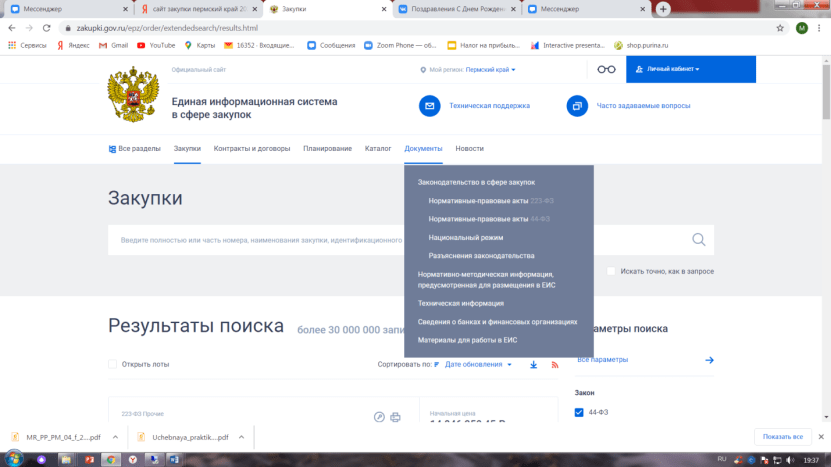 Мессенджер
сайт закупки пермский край 20
Закупки
Поздравления С Днем Рожден
Мессенджер
zakupki.gov.ru/epz/order/extendedsearch/results.html
М
Сервисы
Яндекс
Gmail
YouTube
Карты
16352 · Входящие...
Сообщения
Zoom Phone — об...
Налог на прибыль...
Interactive presenta...
shop.purina.ru
Официальный сайт
Мой регион: Пермский край
Личный кабинет
Единая информационная система
в сфере закупок
Техническая поддержка
Часто задаваемые вопросы
Все разделы
Закупки
Контракты и договоры
Планирование
Каталог
Документы
Новости
Законодательство в сфере закупок
Нормативные-правовые акты 223-ФЗ
Нормативные-правовые акты 44-ФЗ
Национальный режим
Разъяснения законодательства
Нормативно-методическая информация,
предусмотренная для размещения в ЕИС
Техническая информация
Сведения о банках и финансовых организациях
Материалы для работы в ЕИС
Закупки
Введите полностью или часть номера, наименования закупки, идентификационного
Искать точно, как в запросе
Результаты поиска
более 30 000 000 запи
араметры поиска
Открыть лоты
Сортировать по:
Дате обновления
Все параметры
Закон
44-ФЗ
223-ФЗ Прочие
Начальная цена
MR_PP_PM_04_f_2....pdf
Uchebnaya_praktik....pdf
Показать все
RU
19:37